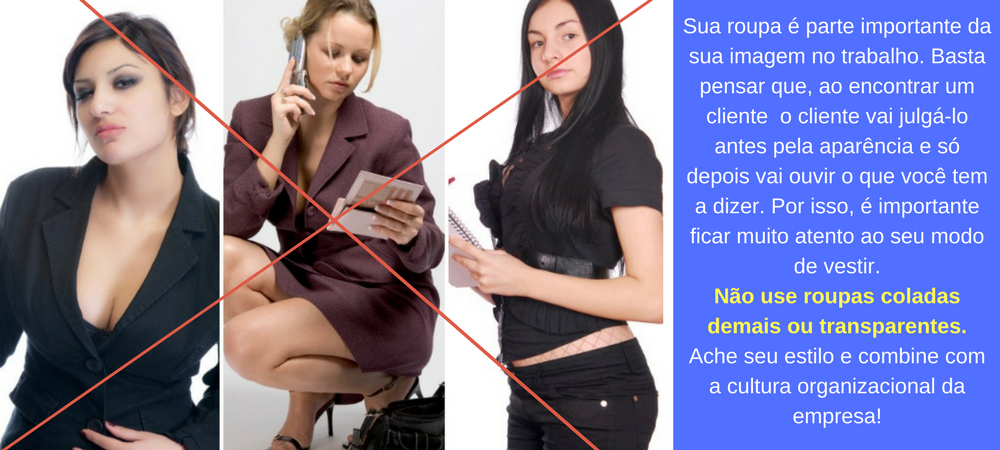 Sua roupa é parte importante da
sua imagem no trabalho. Basta
pensar que, ao encontrar um
cliente  o cliente vai julgá-lo
antes pela aparência e só
depois vai ouvir o que você tem
a dizer. Por isso, é importante
ficar muito atento ao seu modo
de vestir.
Não use roupas coladas
demais ou transparentes.
Ache seu estilo e combine com
a cultura organizacional da
empresa!